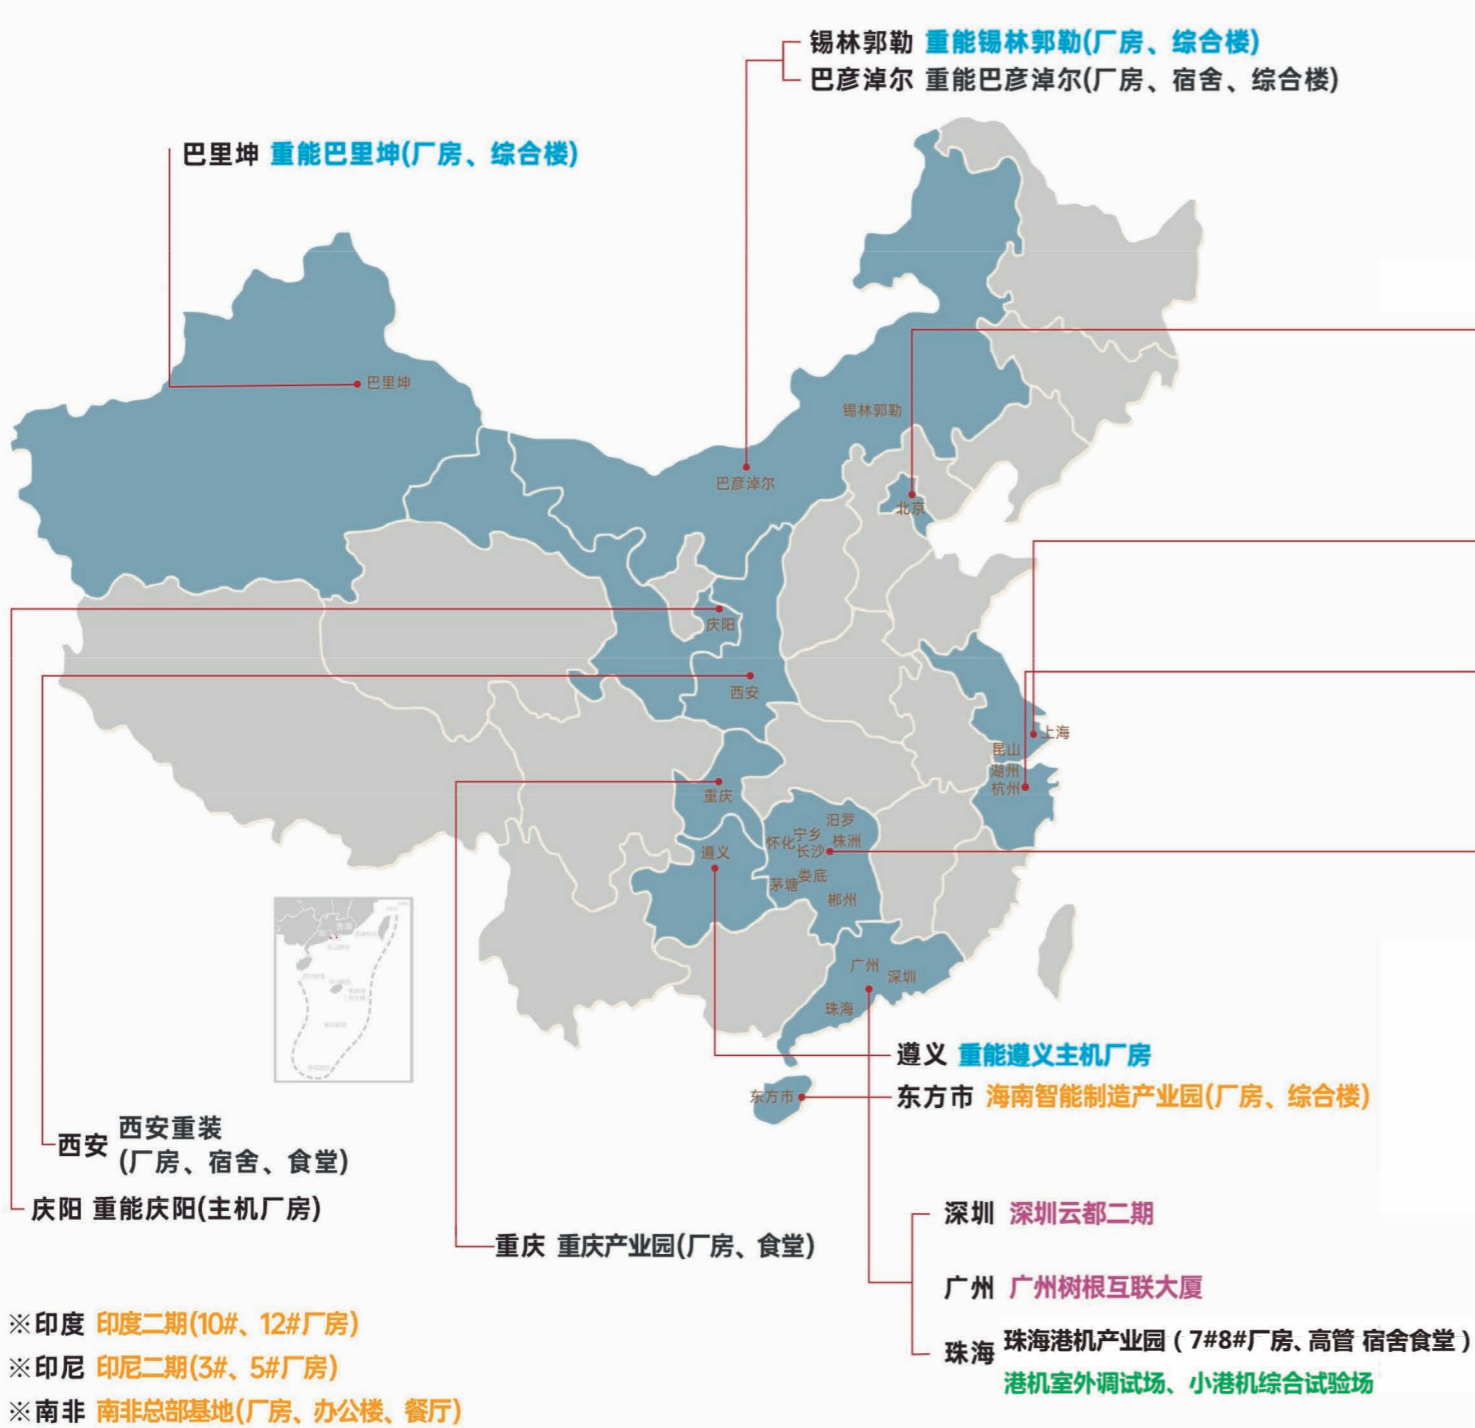 锡林郭勒 重能锡林郭勒(厂房、综合楼)
巴彦淖尔 重能巴彦淖尔(厂房、宿舍、综合楼)
巴里坤 重能巴里坤(厂房、综合楼)
巴里坤
锡林郭勒
巴彦淖尔
北京
庆阳
西安
上海
昆山
湖州
杭州
重庆
汨罗
宁乡
怀化
株洲
长沙
遵义
娄底
茅塘
郴州
广州
深圳
珠海
遵义 重能遵义主机厂房
东方市
东方市 海南智能制造产业园(厂房、综合楼)
西安 西安重装
(厂房、宿舍、食堂)
庆阳 重能庆阳(主机厂房)
重庆 重庆产业园(厂房、食堂)
深圳 深圳云都二期
广州 广州树根互联大厦
珠海 珠海港机产业园(7#8#厂房、高管 宿舍食堂)
港机室外调试场、小港机综合试验场
※印度 印度二期(10#、12#厂房)
※印尼 印尼二期(3#、5#厂房)
※南非 南非总部基地(厂房、办公楼、餐厅)